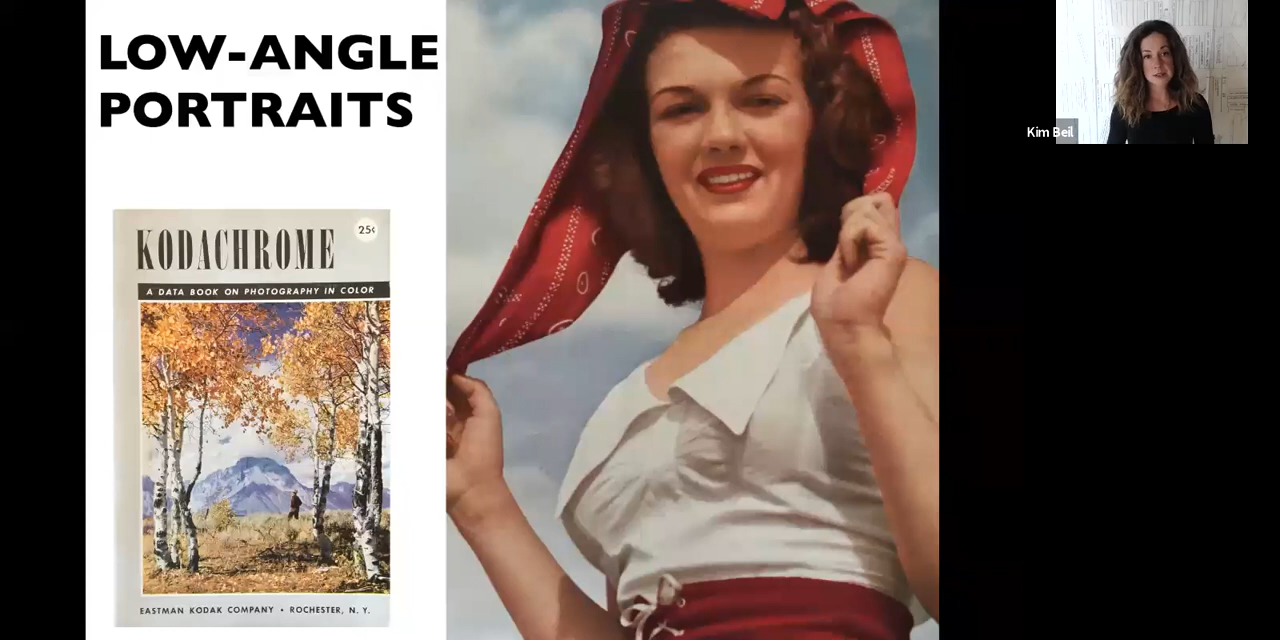 LOW-ANGLE
PORTRAITS
KODACHROME
25¢
A DATA BOOK ON PHOTOGRAPHY IN COLOR
EASTMAN KODAK COMPANY • ROCHESTER, N. Y.
Kim Beil